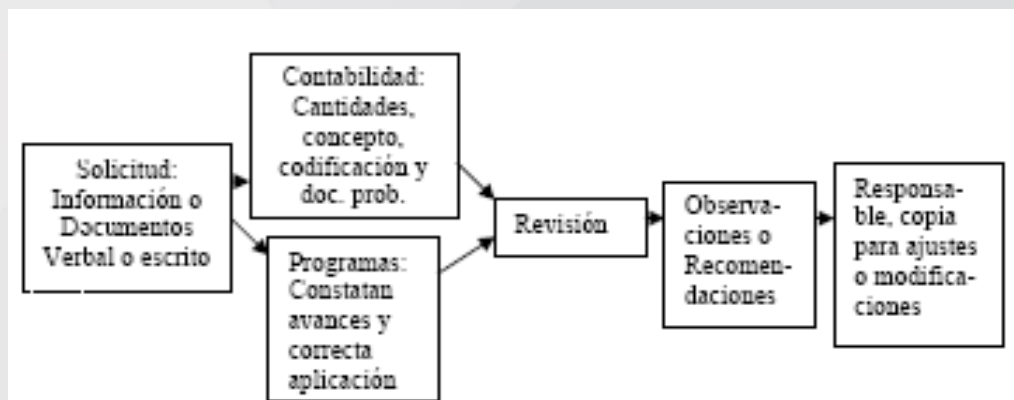 Solicitud:
Información o
Documentos
Verbal o escrito
Contabilidad:
Cantidades,
concepto,
codificación y
doc. prob.
Programas:
Constatan
avances y
correcta
aplicación
Revisión
Observa-
ciones o
Recomen-
daciones
Responsa-
ble, copia
para ajustes
o modifica-
ciones